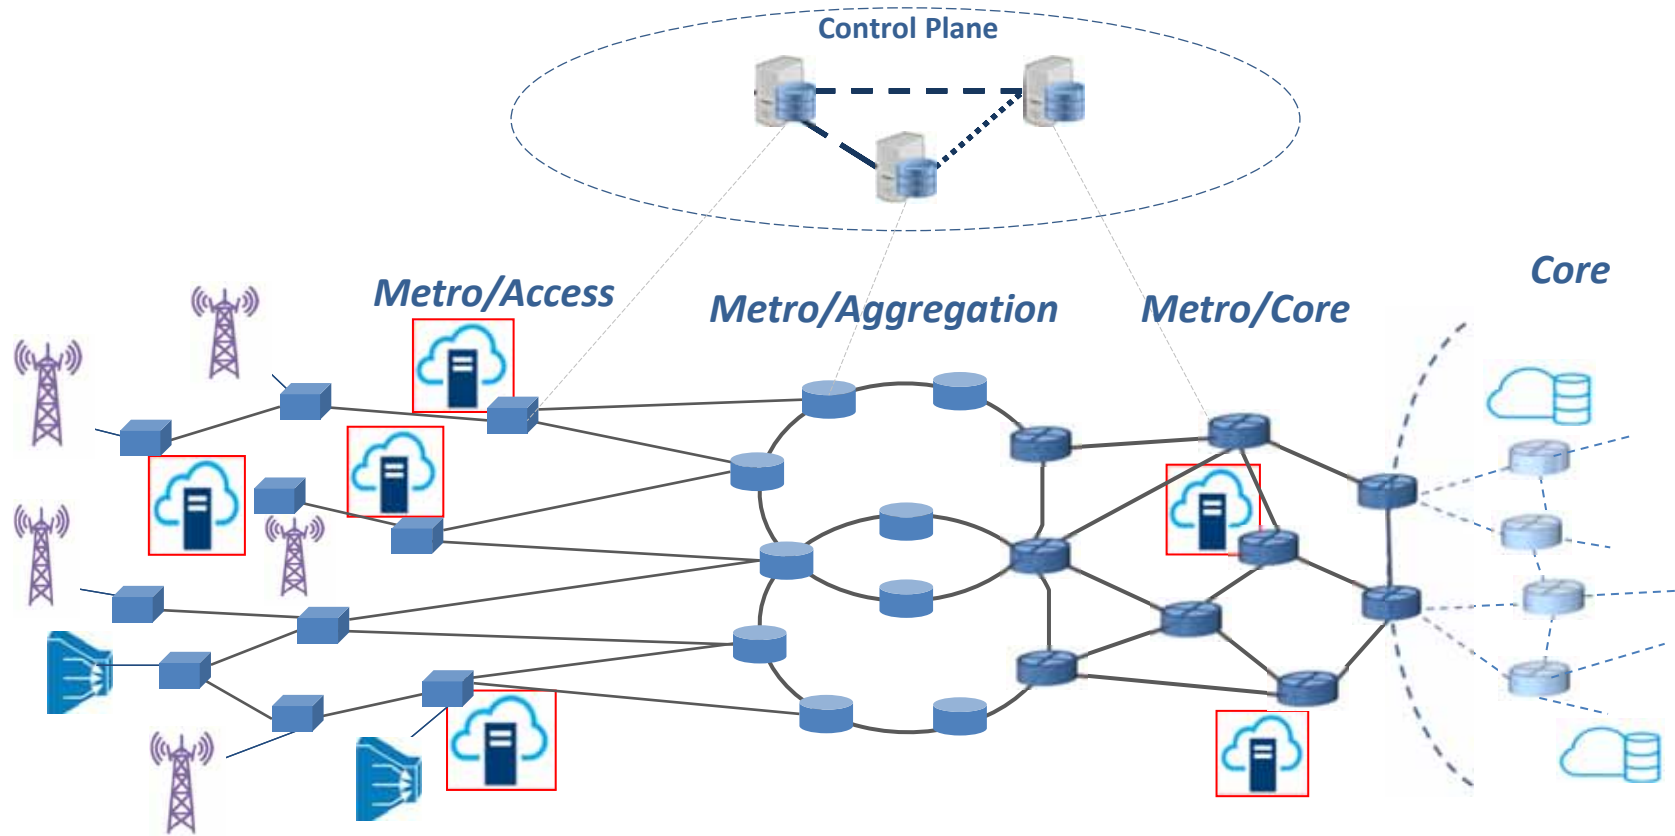 Control Plane
Core
Metro/Access
Metro/Aggregation
Metro/Core